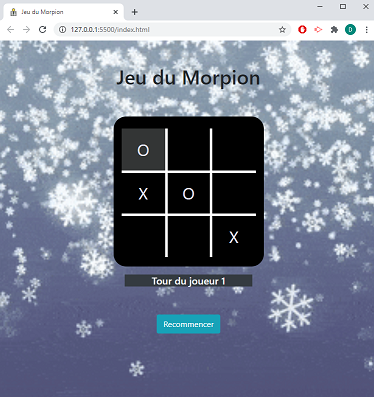 Jeu du Morpion
127.0.0.1:5500/index.html
D
Jeu du Morpion
O
X O
X
Tour du joueur 1
Recommencer